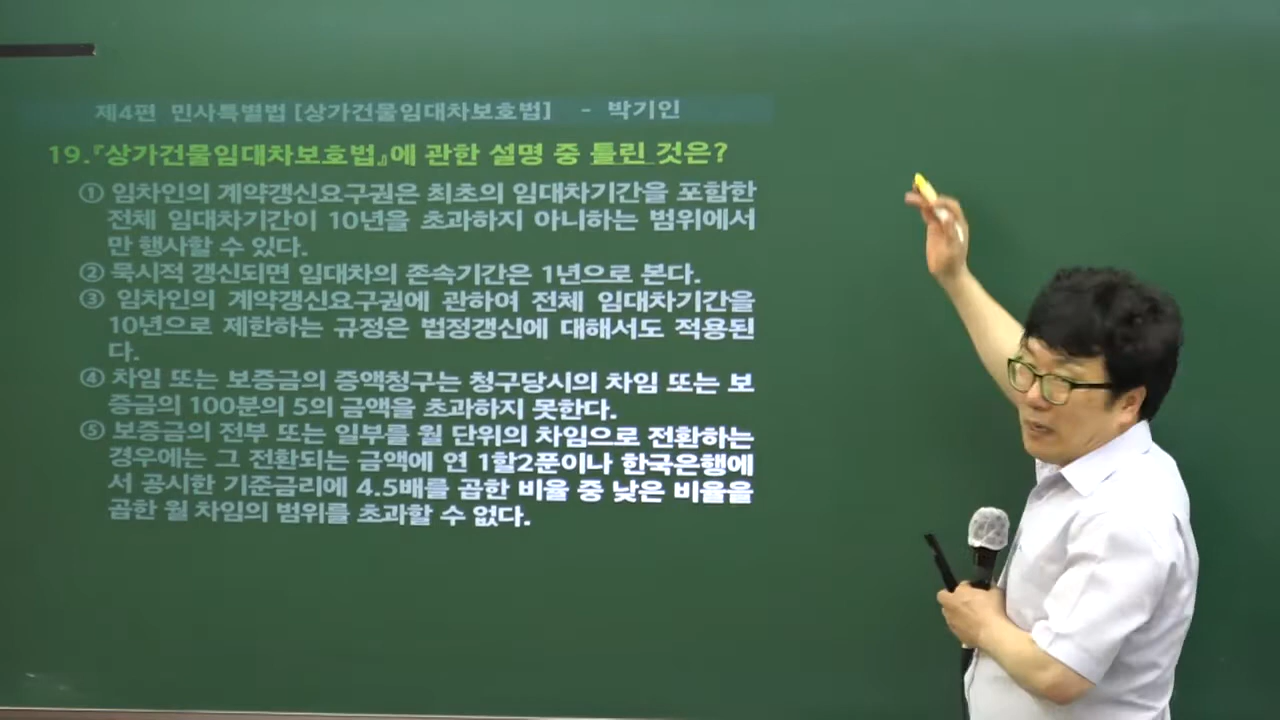 제4편 민사특별법 [상가건물임대차보호법] - 박기인
19.『상가건물임대차보호법』에 관한 설명 중 틀린 것은?
① 임차인의 계약갱신요구권은 최초의 임대차기간을 포함한
전체 임대차기간이 10년을 초과하지 아니하는 범위에서
만 행사할 수 있다.
② 묵시적 갱신되면 임대차의 존속기간은 1년으로 본다.
③ 임차인의 계약갱신요구권에 관하여 전체 임대차기간을
10년으로 제한하는 규정은 법정갱신에 대해서도 적용된
다.
④ 차임 또는 보증금의 증액청구는 청구당시의 차임 또는 보
증금의 100분의 5의 금액을 초과하지 못한다.
⑤ 보증금의 전부 또는 일부를 월 단위의 차임으로 전환하는
경우에는 그 전환되는 금액에 연 1할2푼이나 한국은행에
서 공시한 기준금리에 4.5배를 곱한 비율 중 낮은 비율을
곱한 월 차임의 범위를 초과할 수 없다.